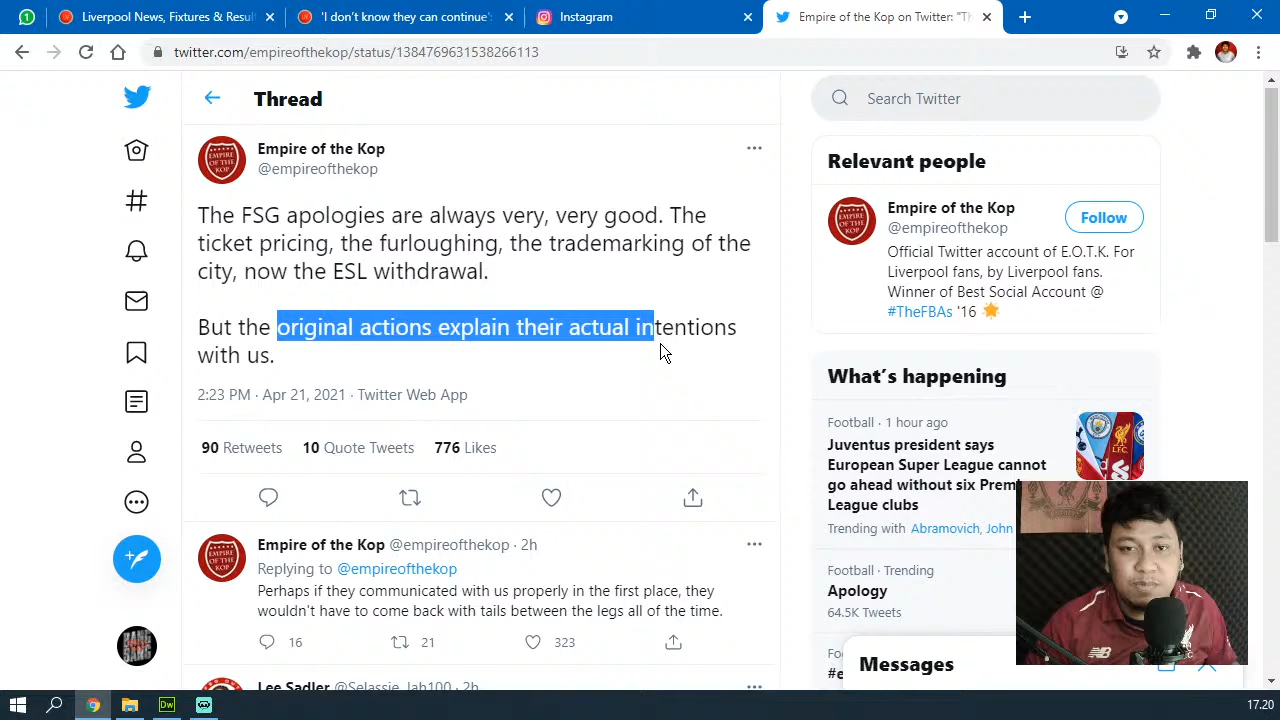 Liverpool News, Fixtures & Resul
'I don't know they can continue'
Instagram
Empire of the Kop on Twitter: "Th
twitter.com/empireofthekop/status/1384769631538266113
Thread
Search Twitter
Empire of the Kop
@empireofthekop
The FSG apologies are always very, very good. The
ticket pricing, the furloughing, the trademarking of the
city, now the ESL withdrawal.
But the original actions explain their actual intentions
with us.
2:23 PM · Apr 21, 2021 · Twitter Web App
90 Retweets 10 Quote Tweets 776 Likes
Empire of the Kop @empireofthekop · 2h
Replying to @empireofthekop
Perhaps if they communicated with us properly in the first place, they
wouldn't have to come back with tails between the legs all of the time.
16 21 323
Lee Sadler @Selassie_Jah100 · 2h
Relevant people
EMPIRE
OF THE
KOP
Empire of the Kop
@empireofthekop
Follow
Official Twitter account of E.O.T.K. For
Liverpool fans, by Liverpool fans.
Winner of Best Social Account @
#TheFBAs '16
What's happening
Football · 1 hour ago
Juventus president says
European Super League cannot
go ahead without six Prem
League clubs
Trending with Abramovich, John
Football · Trending
Apology
64.5K Tweets
Fo
#e
Messages
17.20